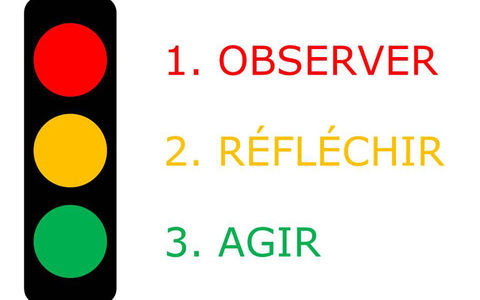 1. OBSERVER
2. RÉFLÉCHIR
3. AGIR